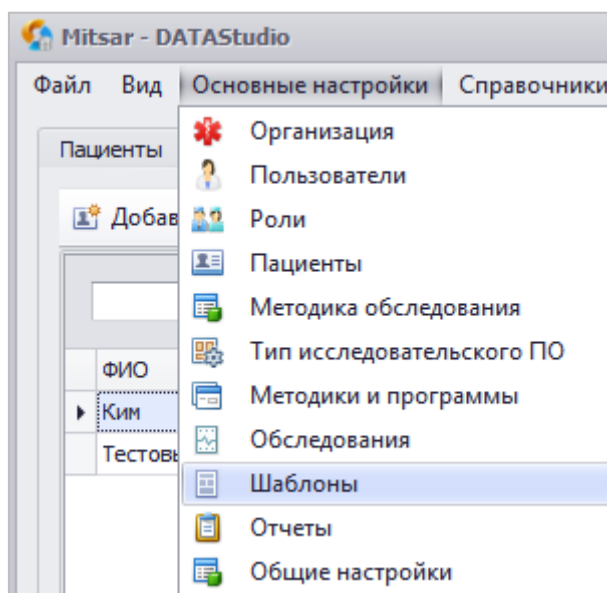 Mitsar - DATAStudio
Файл Вид Основные настройки Справочники
Пациенты
Организация
Пользователи
Добав
Роли
Пациенты
Методика обследования
Тип исследовательского ПО
ФИО
Методики и программы
Ким
Обследования
Тестовы
Шаблоны
Отчеты
Общие настройки